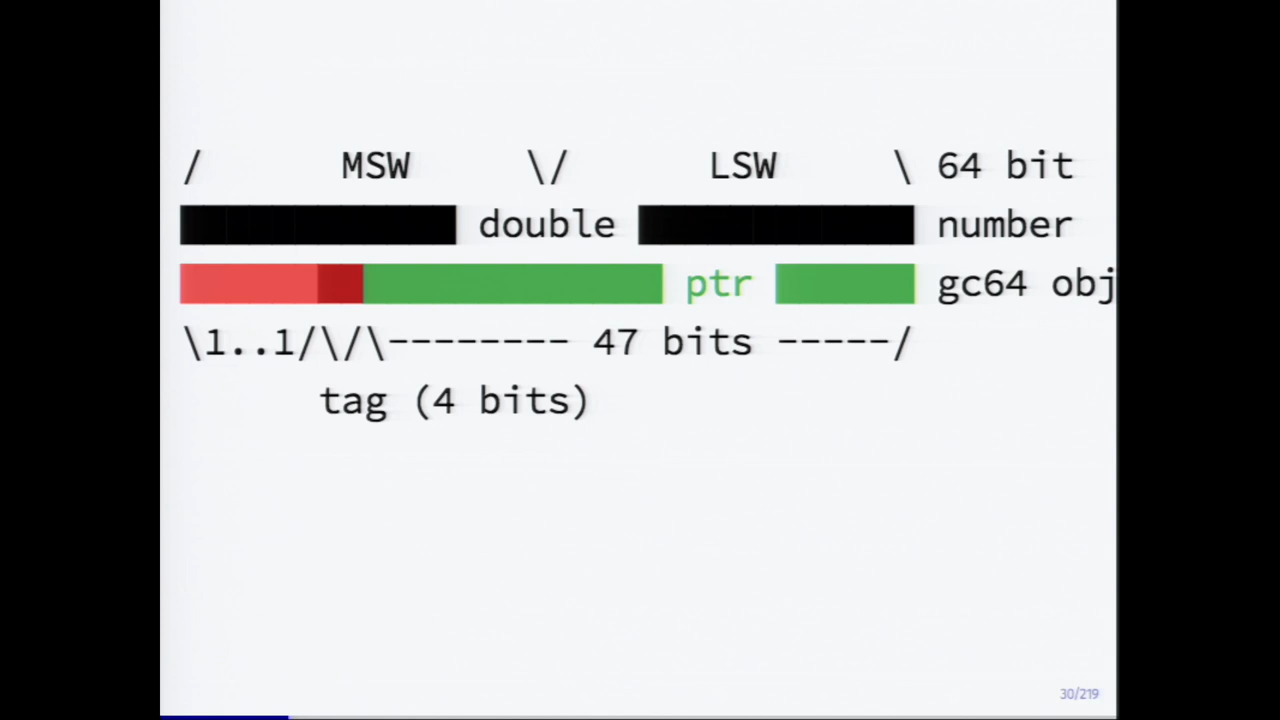 / MSW \/ LSW \ 64 bit
double number
ptr gc64 obj
\1..1/\/\-------- 47 bits -----/
tag (4 bits)
30/219